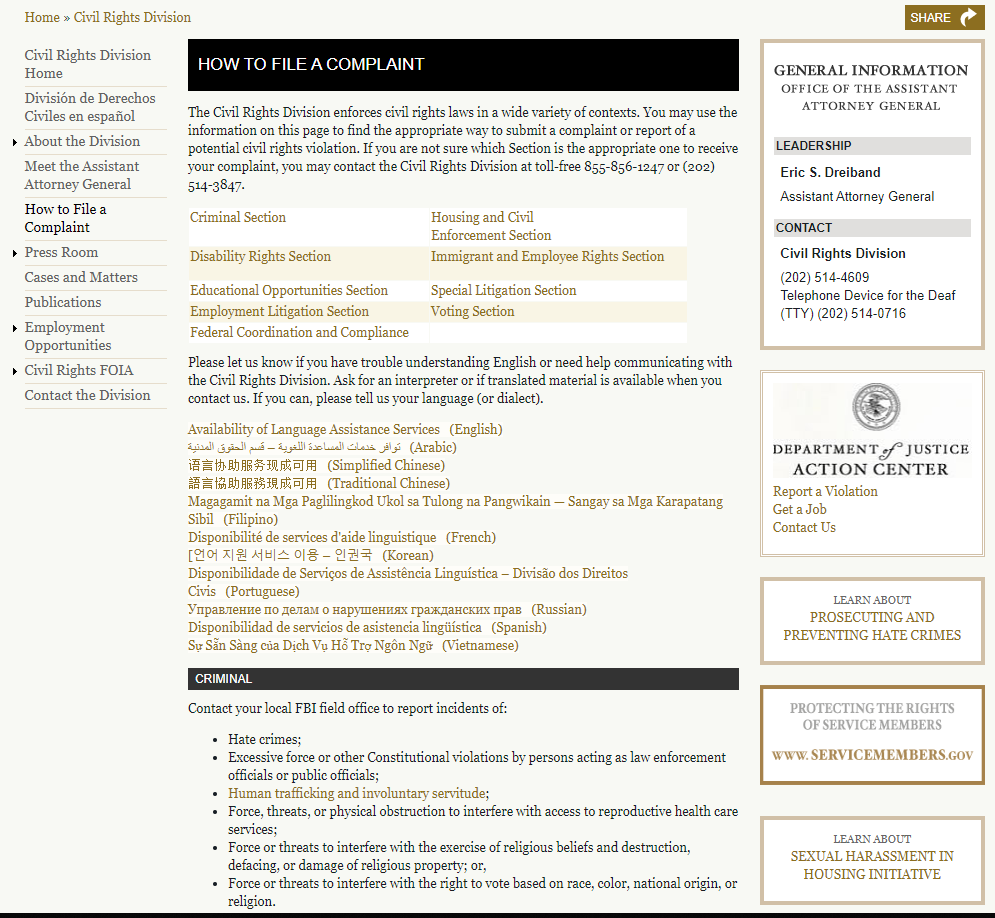 Home » Civil Rights Division
SHARE
Civil Rights Division
Home
División de Derechos
Civiles en español
About the Division
Meet the Assistant
Attorney General
How to File a
Complaint
Press Room
Cases and Matters
Publications
Employment
Opportunities
Civil Rights FOIA
Contact the Division
HOW TO FILE A COMPLAINT
The Civil Rights Division enforces civil rights laws in a wide variety of contexts. You may use the
information on this page to find the appropriate way to submit a complaint or report of a
potential civil rights violation. If you are not sure which Section is the appropriate one to receive
your complaint, you may contact the Civil Rights Division at toll-free 855-856-1247 or (202)
514-3847.
Criminal Section
Housing and Civil
Enforcement Section
Disability Rights Section
Immigrant and Employee Rights Section
Educational Opportunities Section
Special Litigation Section
Employment Litigation Section
Voting Section
Federal Coordination and Compliance
Please let us know if you have trouble understanding English or need help communicating with
the Civil Rights Division. Ask for an interpreter or if translated material is available when you
contact us. If you can, please tell us your language (or dialect).
Availability of Language Assistance Services (English)
توافر خدمات المساعدة اللغوية – قسم الحقوق المدنية (Arabic)
语言协助服务现成可用 (Simplified Chinese)
語言協助服務現成可用 (Traditional Chinese)
Magagamit na Mga Paglilingkod Ukol sa Tulong na Pangwikain — Sangay sa Mga Karapatang
Sibil (Filipino)
Disponibilité de services d'aide linguistique (French)
[언어 지원 서비스 이용 – 인권국 (Korean)
Disponibilidade de Serviços de Assistência Linguística – Divisão dos Direitos
Civis (Portuguese)
Управление по делам о нарушениях гражданских прав (Russian)
Disponibilidad de servicios de asistencia lingüística (Spanish)
Sự Sẵn Sàng của Dịch Vụ Hỗ Trợ Ngôn Ngữ (Vietnamese)
CRIMINAL
Contact your local FBI field office to report incidents of:
• Hate crimes;
• Excessive force or other Constitutional violations by persons acting as law enforcement
officials or public officials;
• Human trafficking and involuntary servitude;
• Force, threats, or physical obstruction to interfere with access to reproductive health care
services;
• Force or threats to interfere with the exercise of religious beliefs and destruction,
defacing, or damage of religious property; or,
• Force or threats to interfere with the right to vote based on race, color, national origin, or
religion.
GENERAL INFORMATION
OFFICE OF THE ASSISTANT
ATTORNEY GENERAL
LEADERSHIP
Eric S. Dreiband
Assistant Attorney General
CONTACT
Civil Rights Division
(202) 514-4609
Telephone Device for the Deaf
(TTY) (202) 514-0716
DEPARTMENT of JUSTICE
ACTION CENTER
Report a Violation
Get a Job
Contact Us
LEARN ABOUT
PROSECUTING AND
PREVENTING HATE CRIMES
PROTECTING THE RIGHTS
OF SERVICE MEMBERS
WWW.SERVICEMEMBERS.GOV
LEARN ABOUT
SEXUAL HARASSMENT IN
HOUSING INITIATIVE